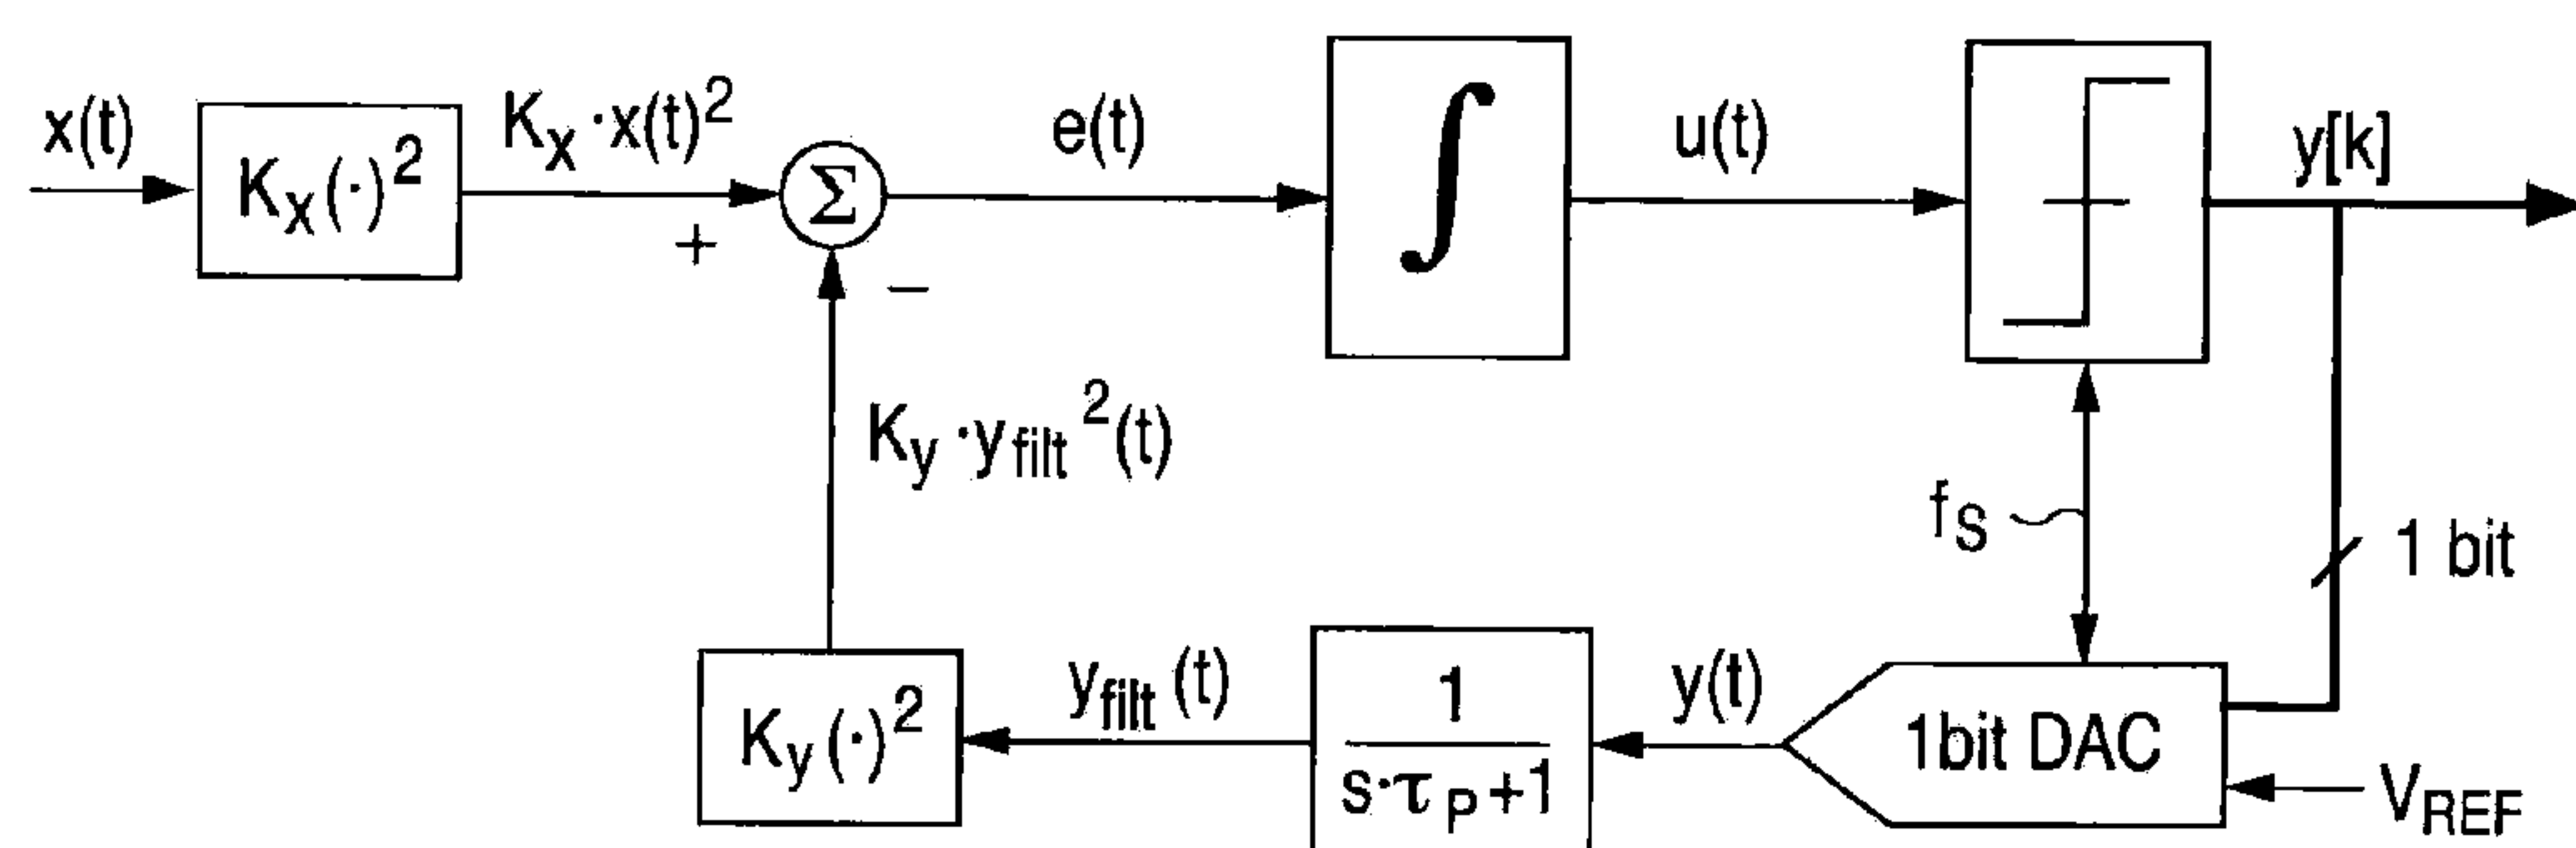 x(t)
Kx(·)²
Kx·x(t)²
+
Σ
−
e(t)
∫
u(t)
y[k]
Ky·yfilt²(t)
fS
1 bit
Ky(·)²
yfilt(t)
1
s·τP+1
y(t)
1bit DAC
VREF